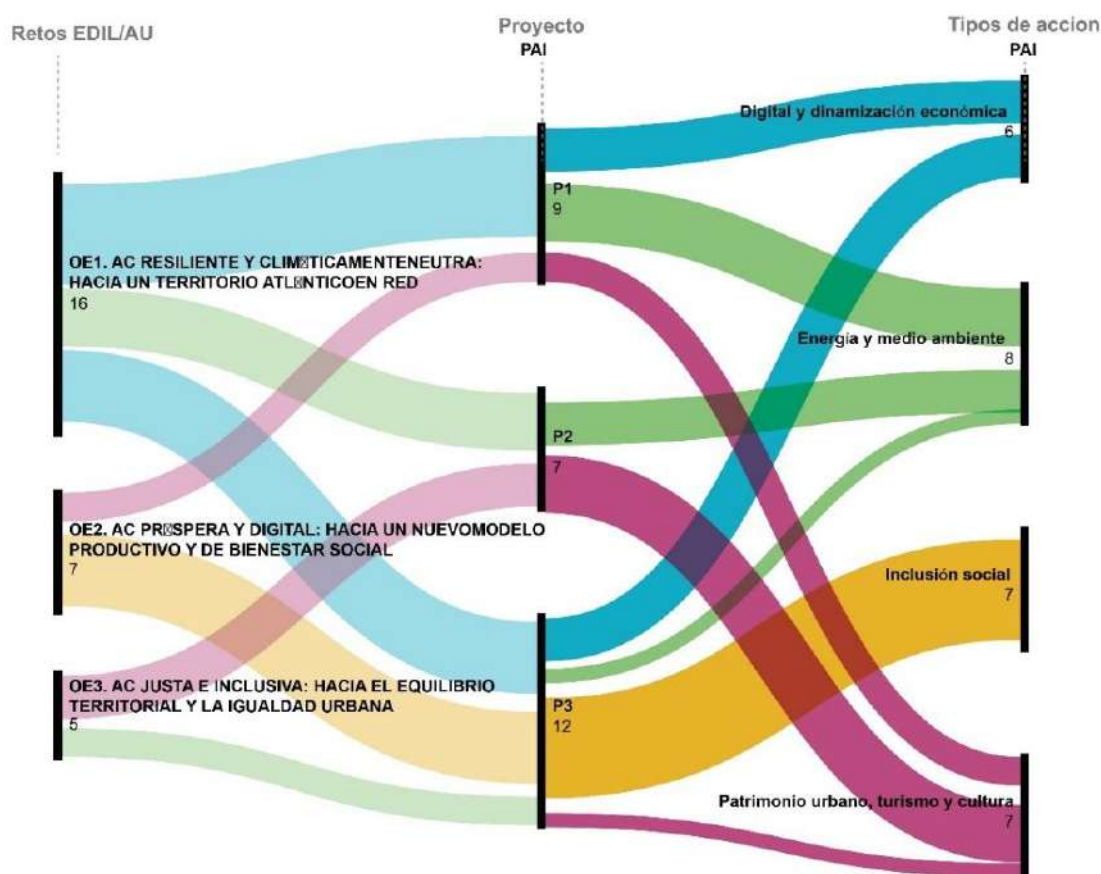 Retos EDIL/AU
Proyecto
PAI
Tipos de accion
PAI
Digital y dinamización económica
6
P1
9
OE1. AC RESILIENTE Y CLIM▯TICAMENTENEUTRA:
HACIA UN TERRITORIO ATL▯NTICOEN RED
16
Energía y medio ambiente
8
P2
7
OE2. AC PR▯SPERA Y DIGITAL: HACIA UN NUEVOMODELO
PRODUCTIVO Y DE BIENESTAR SOCIAL
7
Inclusión social
7
OE3. AC JUSTA E INCLUSIVA: HACIA EL EQUILIBRIO
TERRITORIAL Y LA IGUALDAD URBANA
5
P3
12
Patrimonio urbano, turismo y cultura
7